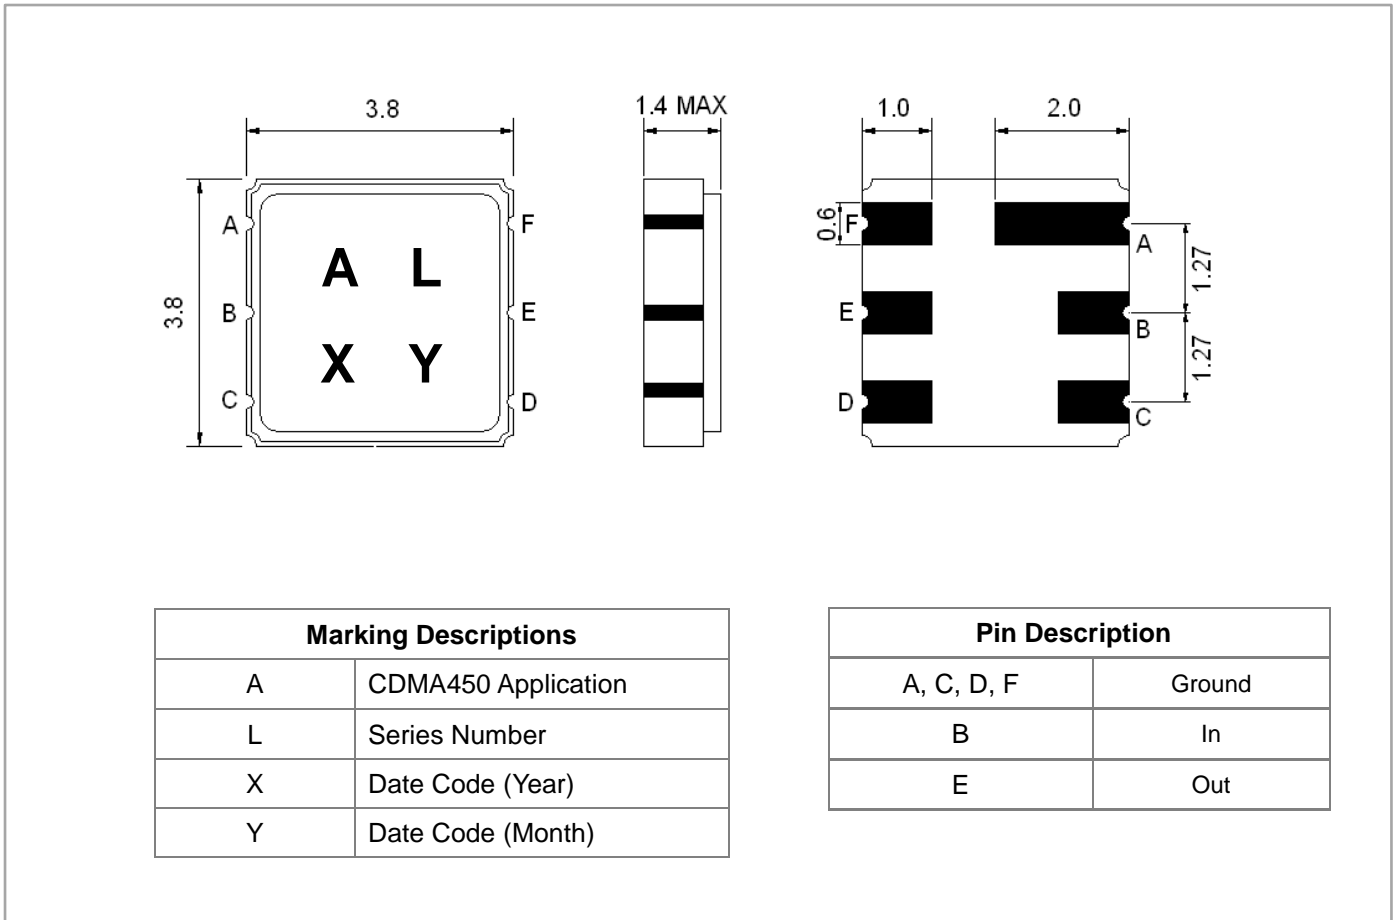 3.8
3.8
A
B
C
F
E
D
A L
X Y
1.4 MAX
1.0
2.0
0.6
F
E
D
A
B
C
1.27
1.27
Marking Descriptions
A CDMA450 Application
L Series Number
X Date Code (Year)
Y Date Code (Month)
Pin Description
A, C, D, F Ground
B In
E Out